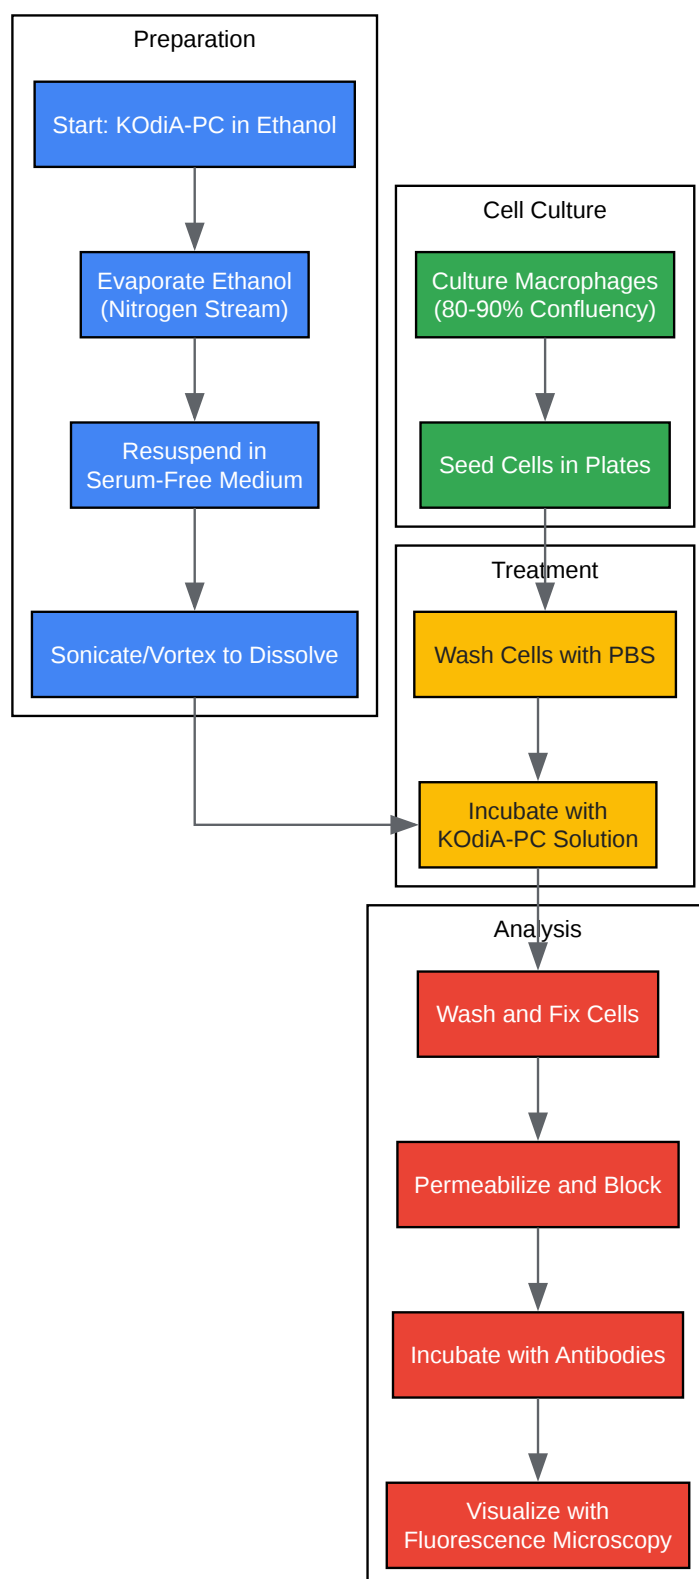 Preparation
Start: KOdiA-PC in Ethanol
Evaporate Ethanol
(Nitrogen Stream)
Resuspend in
Serum-Free Medium
Sonicate/Vortex to Dissolve
Cell Culture
Culture Macrophages
(80-90% Confluency)
Seed Cells in Plates
Treatment
Wash Cells with PBS
Incubate with
KOdiA-PC Solution
Analysis
Wash and Fix Cells
Permeabilize and Block
Incubate with Antibodies
Visualize with
Fluorescence Microscopy